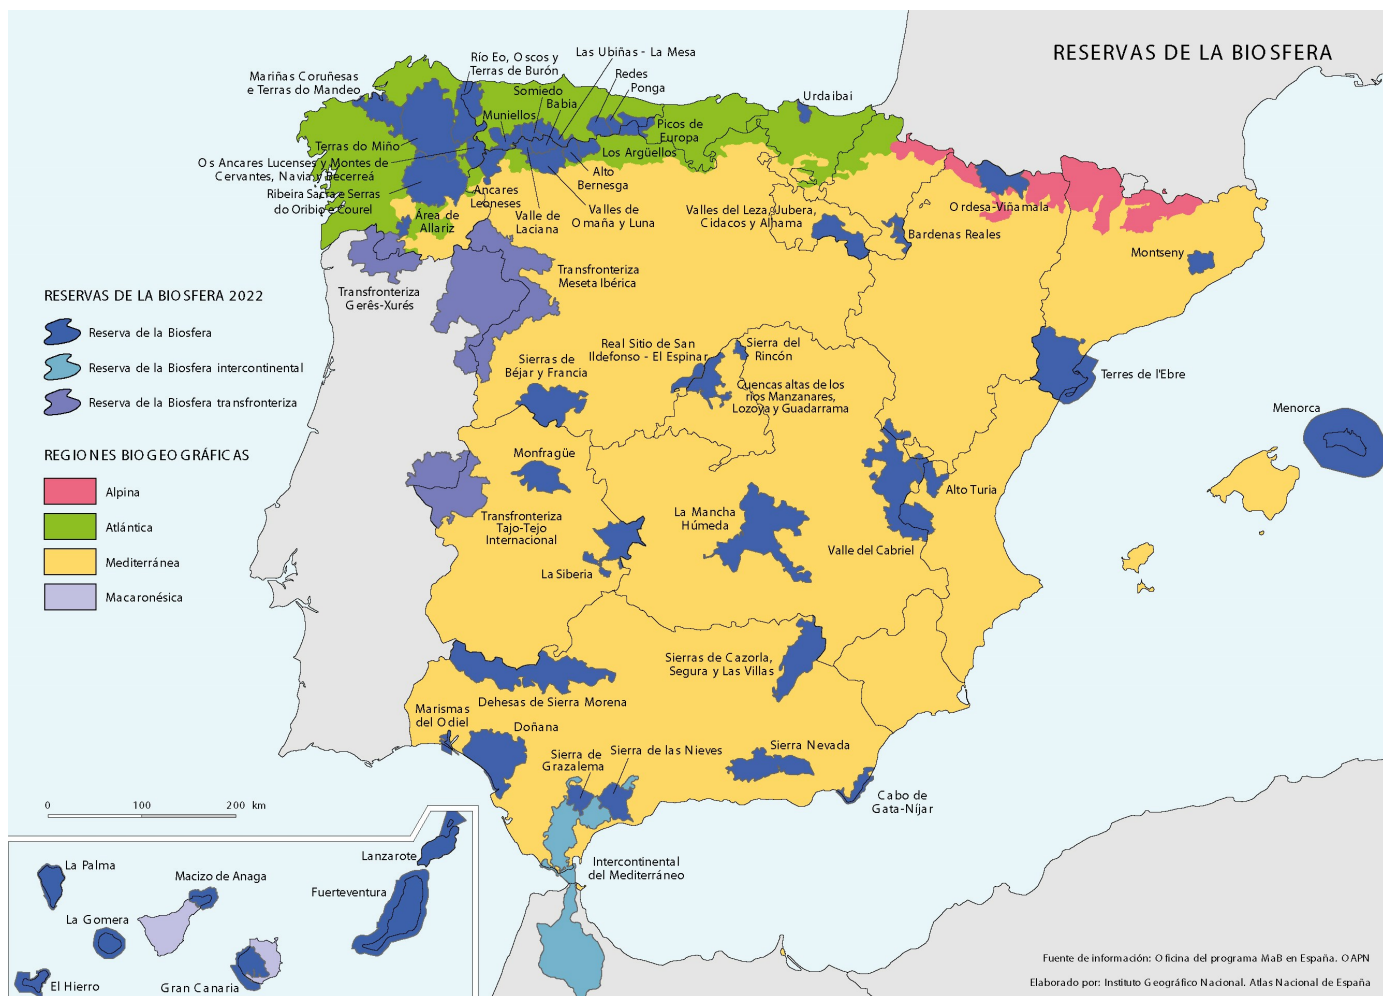 RESERVAS DE LA BIOSFERA
Mariñas Coruñesas
e Terras do Mandeo
Río Eo, Oscos y
Terras de Burón
Las Ubiñas - La Mesa
Redes
Ponga
Somiedo
Babia
Muniellos
Urdaibai
Picos de
Europa
Terras do Miño
Los Argüellos
Os Ancares Lucenses y Montes de
Cervantes, Navia y Becerreá
Alto
Bernesga
Ribeira Sacra e Serras
do Oribio e Courel
Ancares
Leoneses
Valle de
Laciana
Valles de
Omaña y Luna
Área de
Allariz
Valles del Leza, Jubera,
Cidacos y Alhama
Bardenas Reales
Ordesa-Viñamala
Montseny
Transfronteriza
Meseta Ibérica
Transfronteriza
Gerês-Xurés
RESERVAS DE LA BIOSFERA 2022
Reserva de la Biosfera
Reserva de la Biosfera intercontinental
Reserva de la Biosfera transfronteriza
Real Sitio de San
Ildefonso - El Espinar
Sierra del
Rincón
Sierras de
Béjar y Francia
Cuencas altas de los
ríos Manzanares,
Lozoya y Guadarrama
Terres de l'Ebre
Menorca
REGIONES BIOGEOGRÁFICAS
Alpina
Atlántica
Mediterránea
Macaronésica
Monfragüe
Alto Turia
Transfronteriza
Tajo-Tejo
Internacional
La Mancha
Húmeda
Valle del Cabriel
La Siberia
Sierras de Cazorla,
Segura y Las Villas
Dehesas de Sierra Morena
Marismas
del Odiel
Doñana
Sierra de
Grazalema
Sierra de las Nieves
Sierra Nevada
Cabo de
Gata-Níjar
0 100 200 km
Intercontinental
del Mediterráneo
La Palma
Macizo de Anaga
Lanzarote
Fuerteventura
La Gomera
El Hierro
Gran Canaria
Fuente de información: Oficina del programa MaB en España. OAPN
Elaborado por: Instituto Geográfico Nacional. Atlas Nacional de España